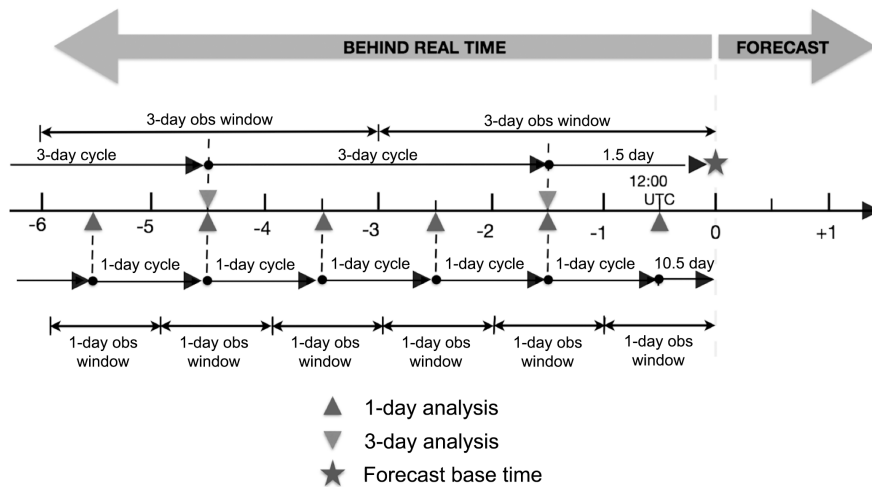 BEHIND REAL TIME FORECAST
3-day obs window 3-day obs window
3-day cycle 3-day cycle 1.5 day
12:00
UTC
-6 -5 -4 -3 -2 -1 0 +1
1-day cycle 1-day cycle 1-day cycle 1-day cycle 1-day cycle 10.5 day
1-day obs 1-day obs 1-day obs 1-day obs 1-day obs 1-day obs
window window window window window window
1-day analysis
3-day analysis
Forecast base time